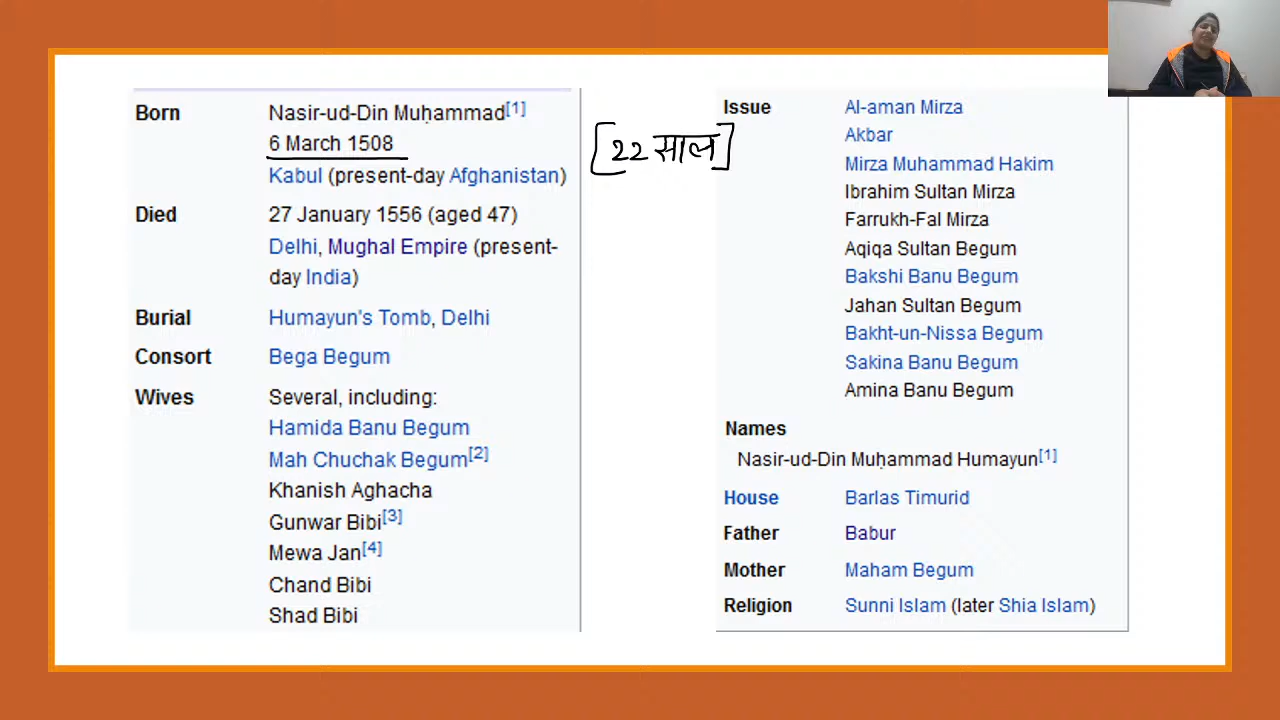 Born Nasir-ud-Din Muḥammad[1]
6 March 1508
Kabul (present-day Afghanistan)
Died 27 January 1556 (aged 47)
Delhi, Mughal Empire (present-
day India)
Burial Humayun's Tomb, Delhi
Consort Bega Begum
Wives Several, including:
Hamida Banu Begum
Mah Chuchak Begum[2]
Khanish Aghacha
Gunwar Bibi[3]
Mewa Jan[4]
Chand Bibi
Shad Bibi
[22 साल]
Issue Al-aman Mirza
Akbar
Mirza Muhammad Hakim
Ibrahim Sultan Mirza
Farrukh-Fal Mirza
Aqiqa Sultan Begum
Bakshi Banu Begum
Jahan Sultan Begum
Bakht-un-Nissa Begum
Sakina Banu Begum
Amina Banu Begum
Names
Nasir-ud-Din Muḥammad Humayun[1]
House Barlas Timurid
Father Babur
Mother Maham Begum
Religion Sunni Islam (later Shia Islam)